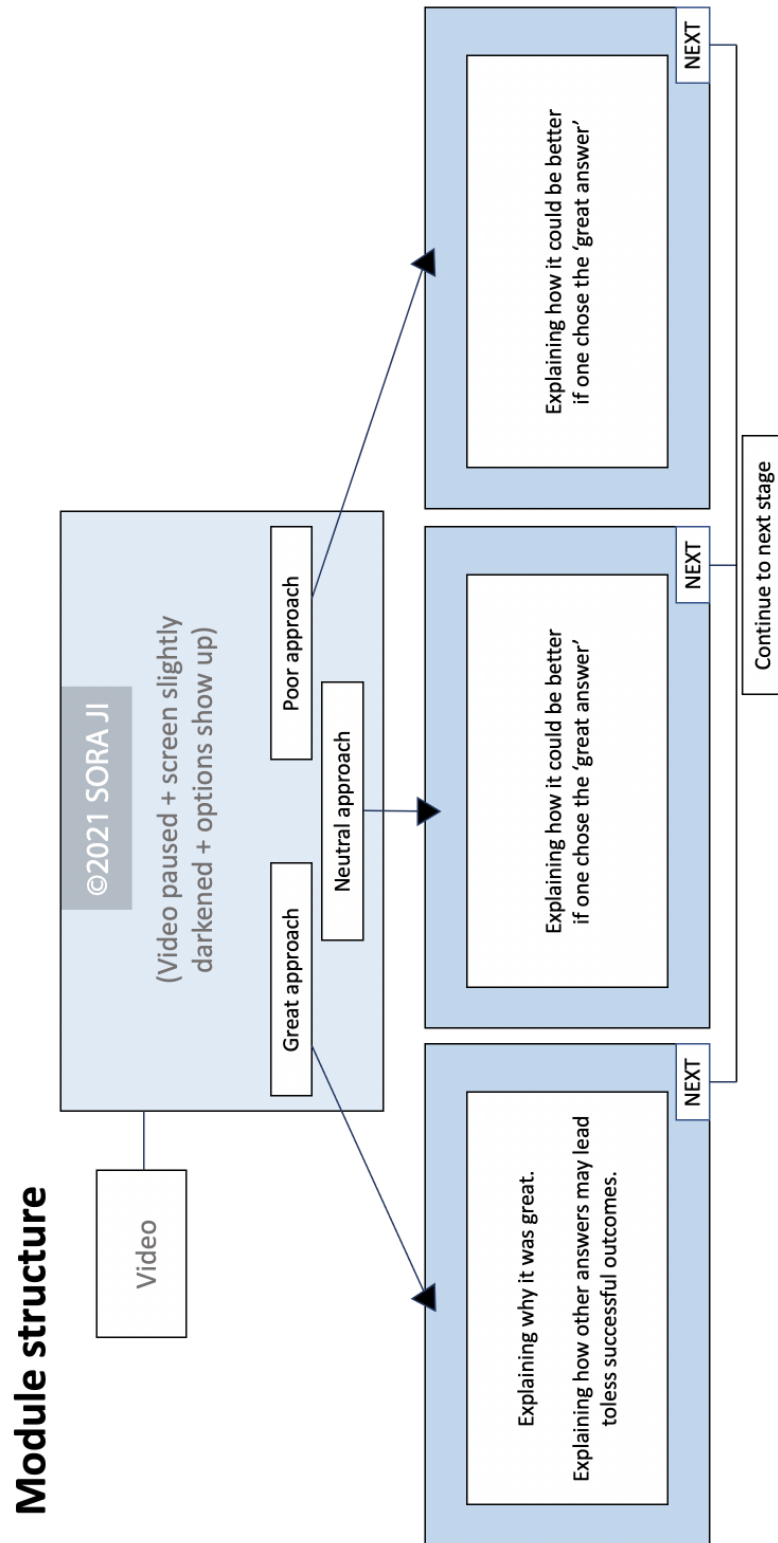 Module structure
Video
©2021 SORA JI
(Video paused + screen slightly
darkened + options show up)
Great approach
Neutral approach
Poor approach
Explaining why it was great.
Explaining how other answers may lead
toless successful outcomes.
NEXT
Explaining how it could be better
if one chose the ‘great answer’
NEXT
Explaining how it could be better
if one chose the ‘great answer’
NEXT
Continue to next stage